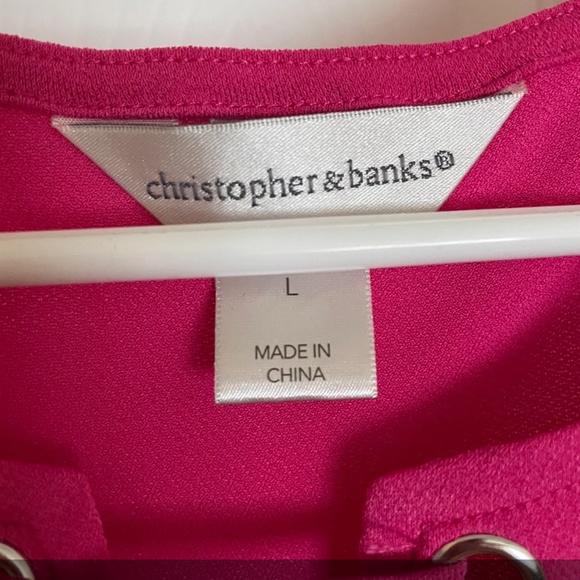 christopher & banks®
L
MADE IN
CHINA